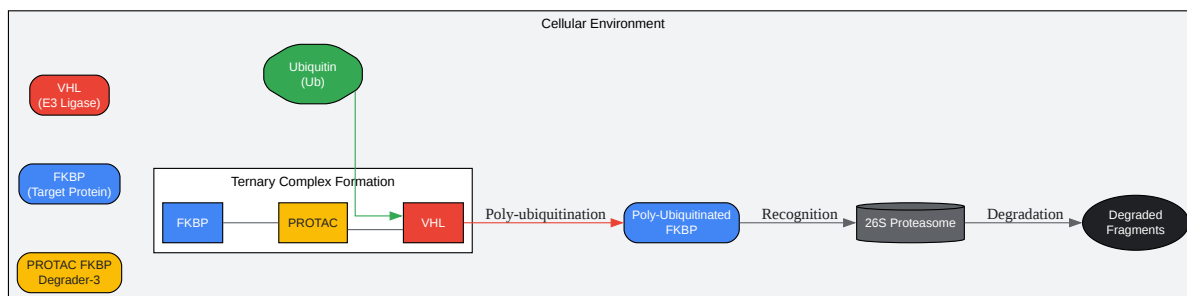 Cellular Environment
Ubiquitin
(Ub)
VHL
(E3 Ligase)
FKBP
(Target Protein)
PROTAC FKBP
Degrader-3
Ternary Complex Formation
FKBP
PROTAC
VHL
Poly-ubiquitination
Poly-Ubiquitinated
FKBP
Recognition
26S Proteasome
Degradation
Degraded
Fragments